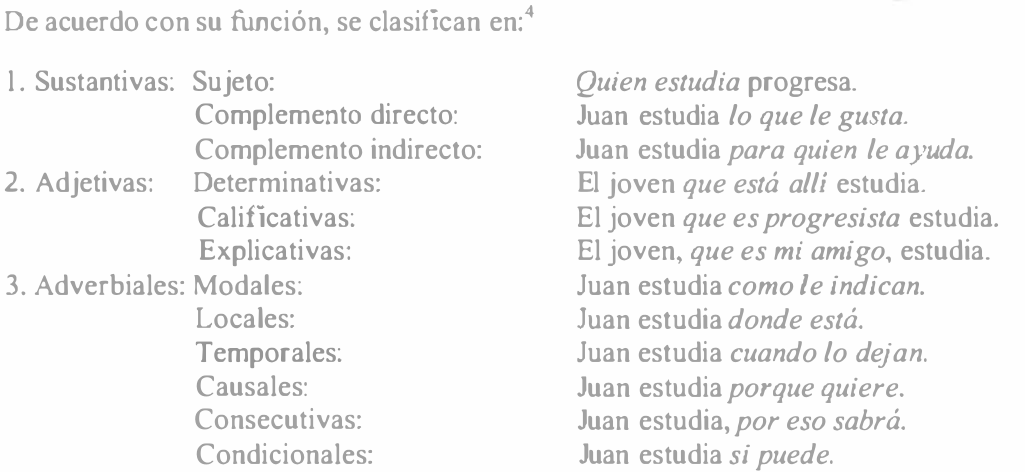 De acuerdo con su función, se clasifican en:⁴
1. Sustantivas: Sujeto: Quien estudia progresa.
Complemento directo: Juan estudia lo que le gusta.
Complemento indirecto: Juan estudia para quien le ayuda.
2. Adjetivas: Determinativas: El joven que está allí estudia.
Calificativas: El joven que es progresista estudia.
Explicativas: El joven, que es mi amigo, estudia.
3. Adverbiales: Modales: Juan estudia como le indican.
Locales: Juan estudia donde está.
Temporales: Juan estudia cuando lo dejan.
Causales: Juan estudia porque quiere.
Consecutivas: Juan estudia, por eso sabrá.
Condicionales: Juan estudia si puede.